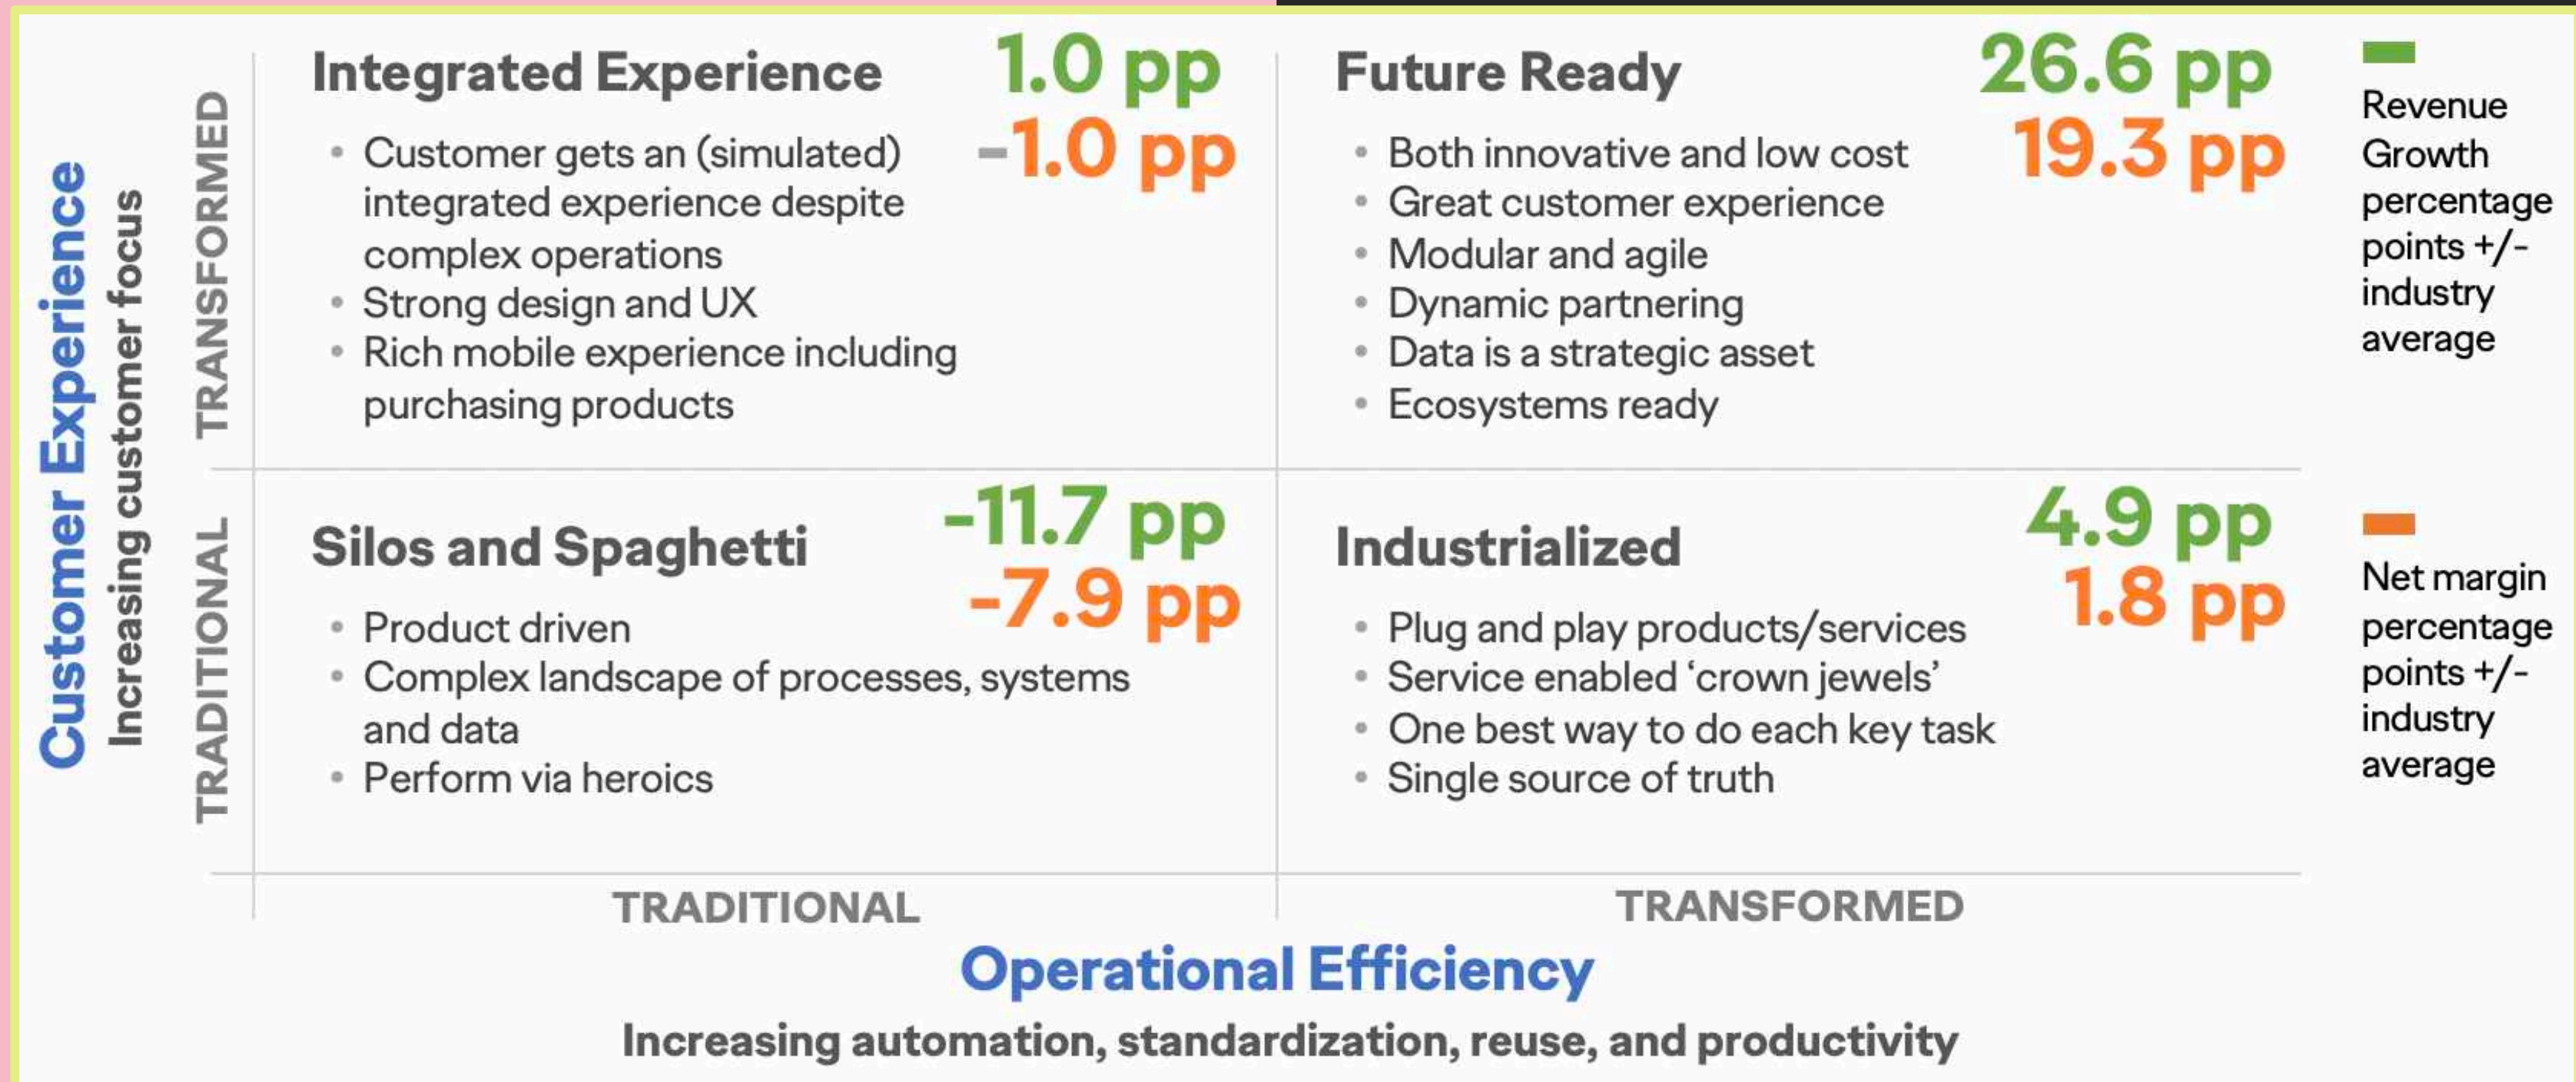 Customer Experience
Increasing customer focus
TRANSFORMED
TRADITIONAL
Integrated Experience
1.0 pp
-1.0 pp
• Customer gets an (simulated)
integrated experience despite
complex operations
• Strong design and UX
• Rich mobile experience including
purchasing products
Future Ready
26.6 pp
19.3 pp
• Both innovative and low cost
• Great customer experience
• Modular and agile
• Dynamic partnering
• Data is a strategic asset
• Ecosystems ready
Revenue
Growth
percentage
points +/-
industry
average
Silos and Spaghetti
-11.7 pp
-7.9 pp
• Product driven
• Complex landscape of processes, systems
and data
• Perform via heroics
Industrialized
4.9 pp
1.8 pp
• Plug and play products/services
• Service enabled ‘crown jewels’
• One best way to do each key task
• Single source of truth
Net margin
percentage
points +/-
industry
average
TRADITIONAL
TRANSFORMED
Operational Efficiency
Increasing automation, standardization, reuse, and productivity